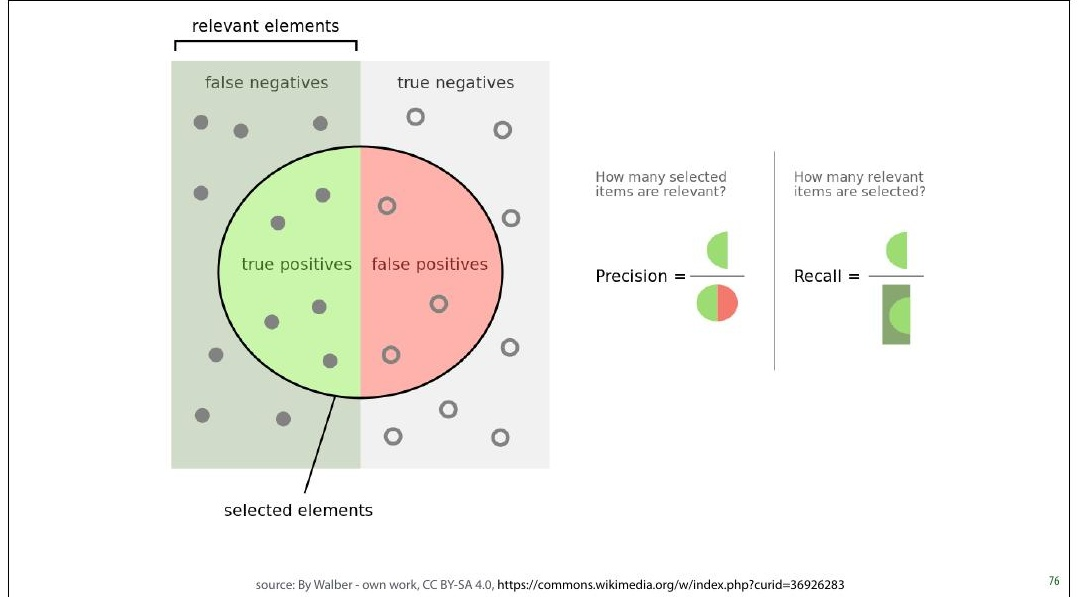 relevant elements
false negatives
true negatives
true positives
false positives
selected elements
How many selected
items are relevant?
Precision =
How many relevant
items are selected?
Recall =
source: By Walber - own work, CC BY-SA 4.0, https://commons.wikimedia.org/w/index.php?curid=36926283
76